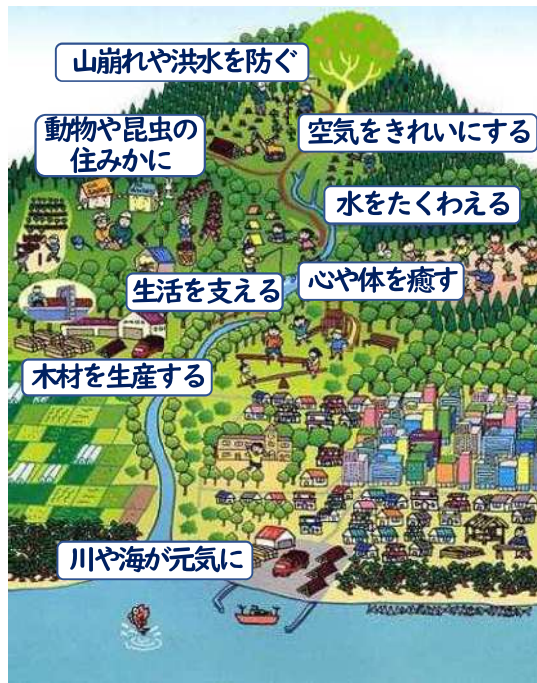 山崩れや洪水を防ぐ
動物や昆虫の
住みかに
空気をきれいにする
水をたくわえる
生活を支える
心や体を癒す
木材を生産する
川や海が元気に